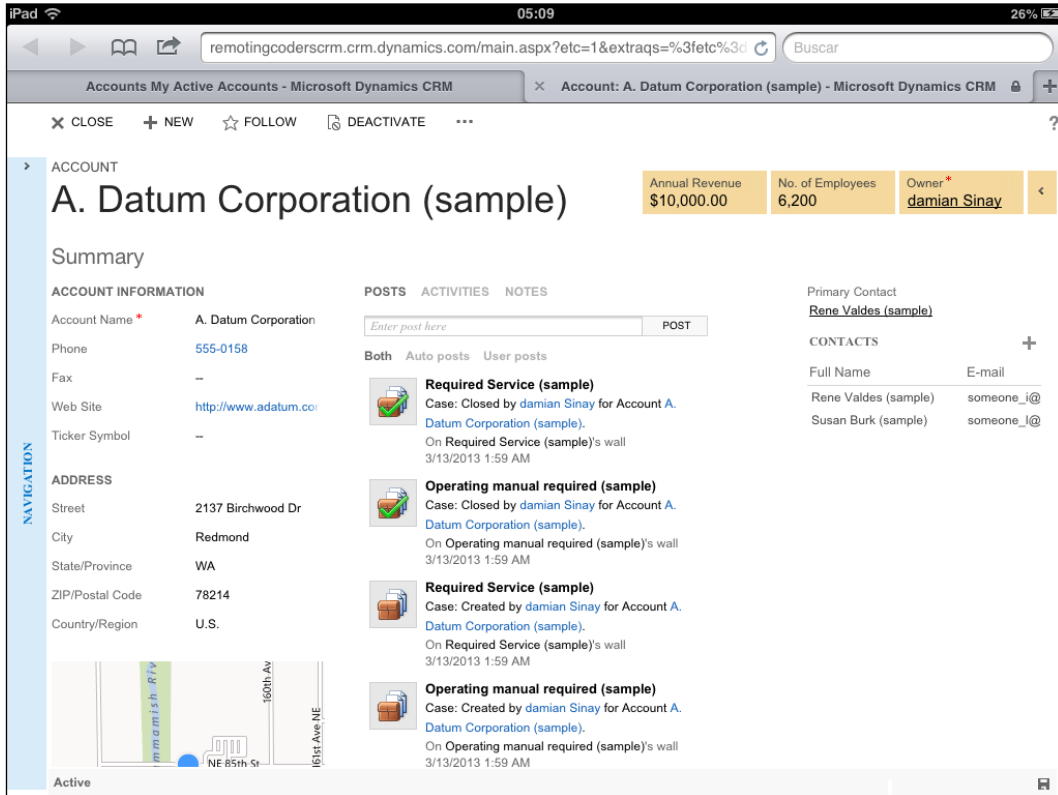 iPad 05:09 26%
remotingcoderscrm.crm.dynamics.com/main.aspx?etc=1&extraqs=%3fetc%3d Buscar
Accounts My Active Accounts - Microsoft Dynamics CRM × Account: A. Datum Corporation (sample) - Microsoft Dynamics CRM +
CLOSE + NEW FOLLOW DEACTIVATE ••• ?
NAVIGATION
ACCOUNT
A. Datum Corporation (sample)
Annual Revenue
$10,000.00
No. of Employees
6,200
Owner *
damian Sinay
Summary
ACCOUNT INFORMATION
Account Name * A. Datum Corporation
Phone 555-0158
Fax --
Web Site http://www.adatum.co
Ticker Symbol --
ADDRESS
Street 2137 Birchwood Dr
City Redmond
State/Province WA
ZIP/Postal Code 78214
Country/Region U.S.
160th Av
161st Ave NE
mmamish Riv
NE 85th St
POSTS ACTIVITIES NOTES
Enter post here POST
Both Auto posts User posts
Required Service (sample)
Case: Closed by damian Sinay for Account A.
Datum Corporation (sample).
On Required Service (sample)'s wall
3/13/2013 1:59 AM
Operating manual required (sample)
Case: Closed by damian Sinay for Account A.
Datum Corporation (sample).
On Operating manual required (sample)'s wall
3/13/2013 1:59 AM
Required Service (sample)
Case: Created by damian Sinay for Account A.
Datum Corporation (sample).
On Required Service (sample)'s wall
3/13/2013 1:59 AM
Operating manual required (sample)
Case: Created by damian Sinay for Account A.
Datum Corporation (sample).
On Operating manual required (sample)'s wall
3/13/2013 1:59 AM
Primary Contact
Rene Valdes (sample)
CONTACTS +
Full Name E-mail
Rene Valdes (sample) someone_i@
Susan Burk (sample) someone_l@
Active